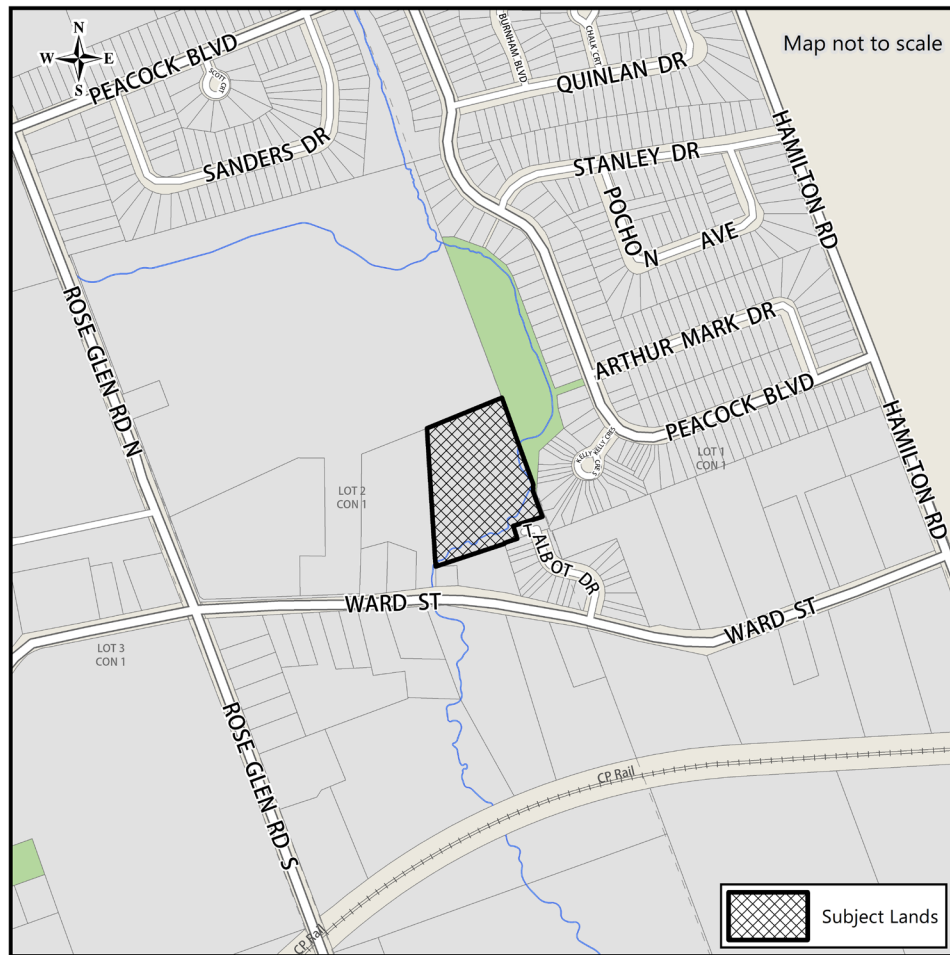 N
W E
S
Map not to scale
PEACOCK BLVD
SCOTT CRT
SANDERS DR
BURNHAM BLVD
CHALK CRT
QUINLAN DR
STANLEY DR
HAMILTON RD
POCHON AVE
ROSE GLEN RD N
ARTHUR MARK DR
PEACOCK BLVD
KELLY CRES
KELLY CRES
LOT 1
CON 1
HAMILTON RD
LOT 2
CON 1
TALBOT DR
WARD ST
WARD ST
LOT 3
CON 1
ROSE GLEN RD S
CP Rail
CP Rail
Subject Lands